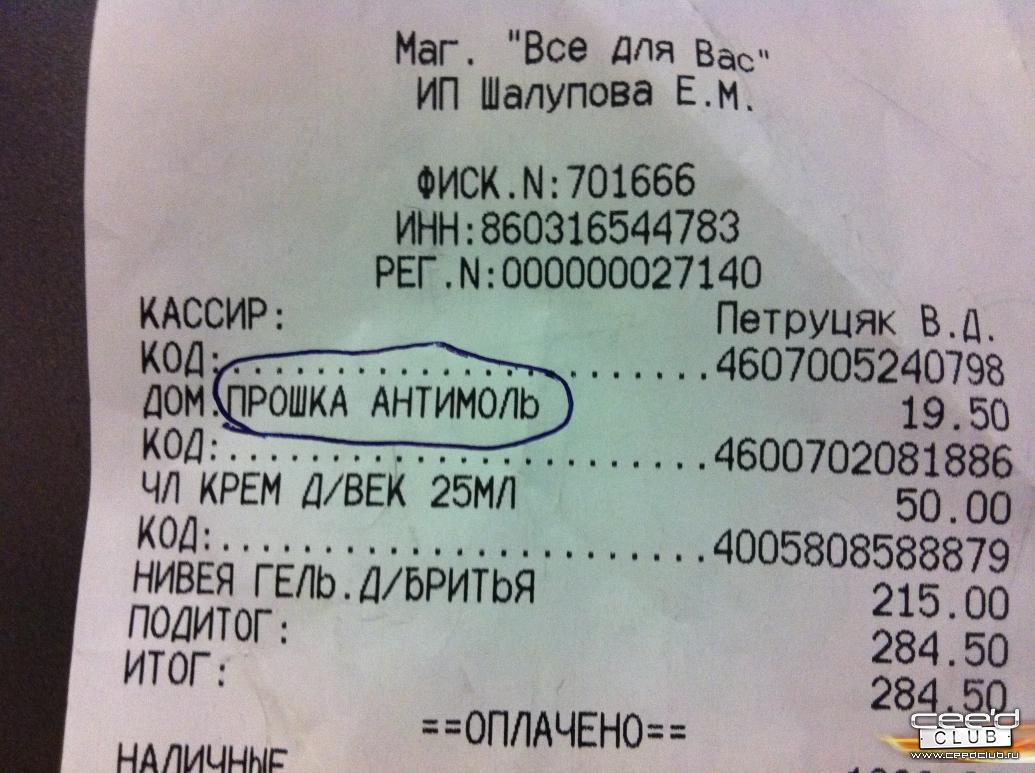 Маг. "Все для Вас"
ИП Шалупова Е.М.
ФИСК.N:701666
ИНН:860316544783
РЕГ.N:000000027140
КАССИР: Петруцяк В.Д.
КОД:........................4607005240798
ДОМ.ПРОШКА АНТИМОЛЬ 19.50
КОД:........................4600702081886
ЧЛ КРЕМ Д/ВЕК 25МЛ 50.00
КОД:........................4005808588879
НИВЕЯ ГЕЛЬ.Д/БРИТЬЯ 215.00
ПОДИТОГ: 284.50
ИТОГ: 284.50
==ОПЛАЧЕНО==
НАЛИЧНЫЕ
cee'd
CLUB
www.ceedclub.ru